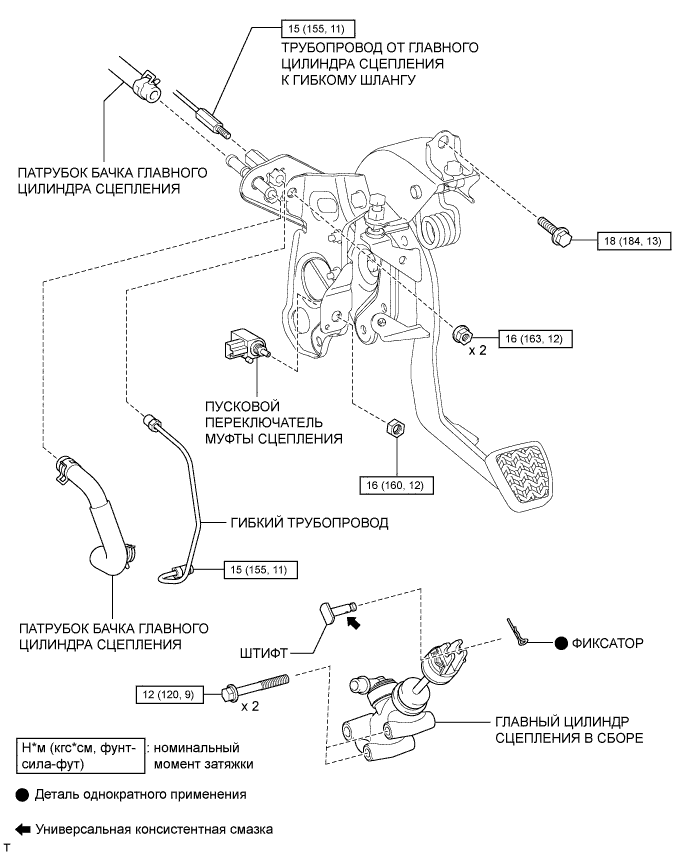 15 (155, 11)
ТРУБОПРОВОД ОТ ГЛАВНОГО
ЦИЛИНДРА СЦЕПЛЕНИЯ
К ГИБКОМУ ШЛАНГУ
ПАТРУБОК БАЧКА ГЛАВНОГО
ЦИЛИНДРА СЦЕПЛЕНИЯ
18 (184, 13)
16 (163, 12)
x 2
ПУСКОВОЙ
ПЕРЕКЛЮЧАТЕЛЬ
МУФТЫ СЦЕПЛЕНИЯ
16 (160, 12)
ГИБКИЙ ТРУБОПРОВОД
15 (155, 11)
ПАТРУБОК БАЧКА ГЛАВНОГО
ЦИЛИНДРА СЦЕПЛЕНИЯ
ШТИФТ
ФИКСАТОР
12 (120, 9)
x 2
ГЛАВНЫЙ ЦИЛИНДР
СЦЕПЛЕНИЯ В СБОРЕ
Н*м (кгс*см, фунт-
сила-фут)
: номинальный
момент затяжки
Деталь однократного применения
Универсальная консистентная смазка
T